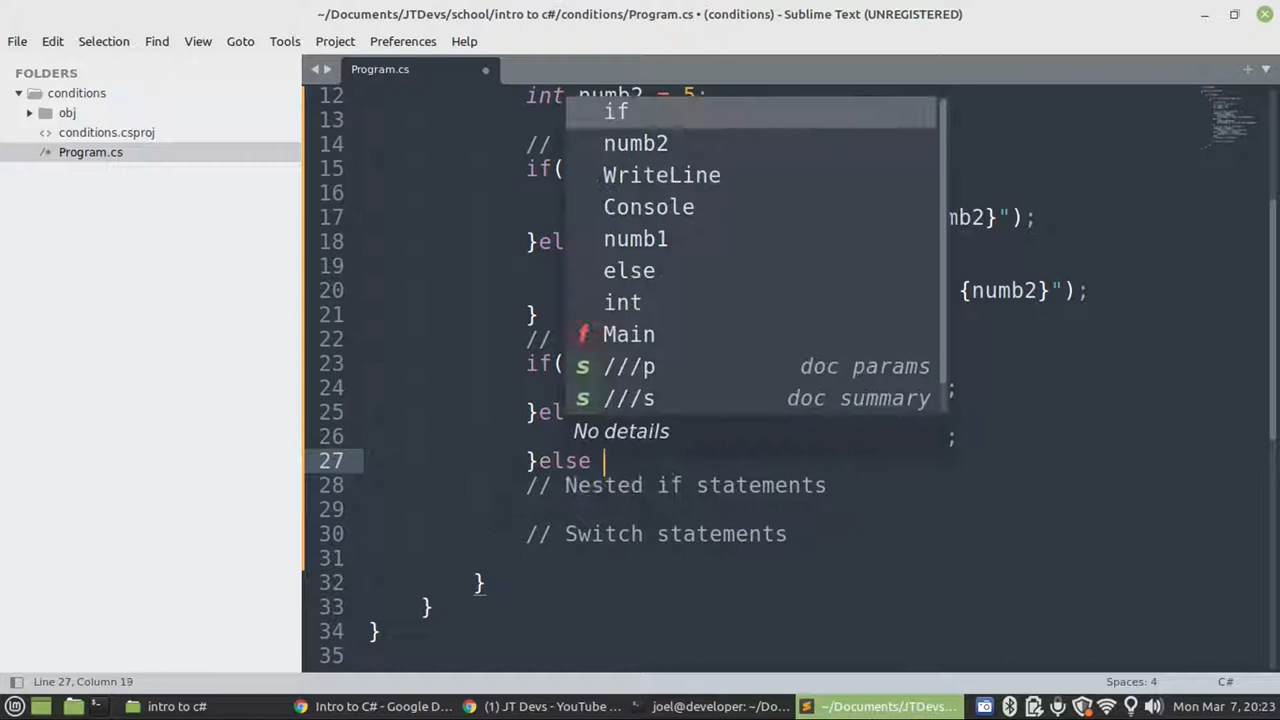 ~/Documents/JTDevs/school/intro to c#/conditions/Program.cs • (conditions) - Sublime Text (UNREGISTERED)
File Edit Selection Find View Goto Tools Project Preferences Help
FOLDERS
conditions
obj
conditions.csproj
/* Program.cs
Program.cs
12 int numb2 = 5;
13
14 //
15 if(
16
17 mb2}");
18 }el
19
20 {numb2}");
21 }
22 //
23 if(
24 ;
25 }el
26 ;
27 }else
28 // Nested if statements
29
30 // Switch statements
31
32 }
33 }
34 }
35
if
numb2
WriteLine
Console
numb1
else
int
f Main
s ///p doc params
s ///s doc summary
No details
Line 27, Column 19 Spaces: 4 C#
intro to c# Intro to C# - Google D... (1) JT Devs - YouTube ... joel@developer: ~/Do... ~/Documents/JTDevs... Mon Mar 7, 20:23